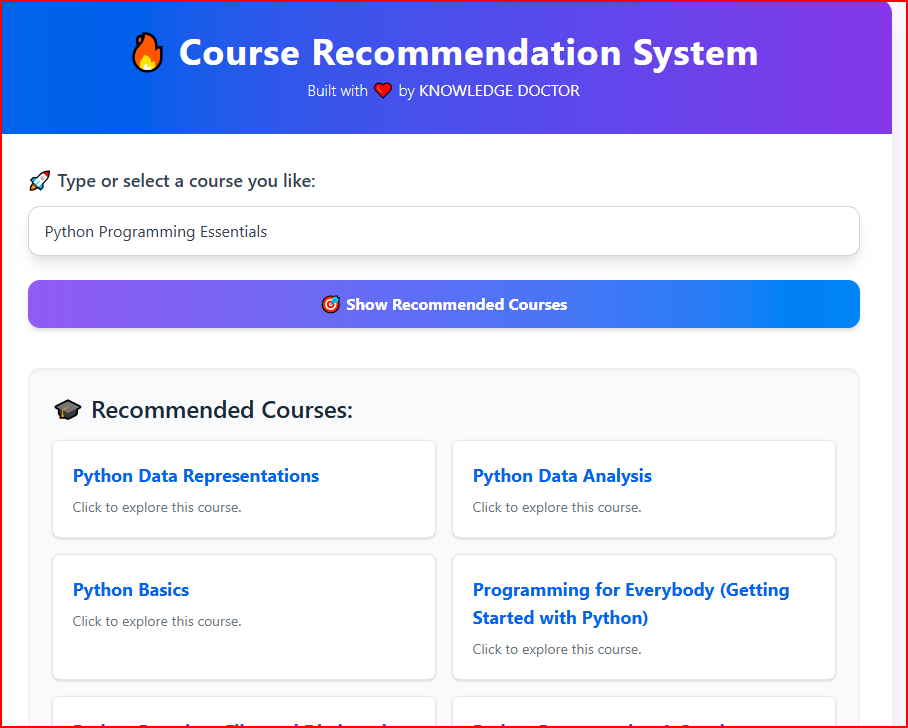 🔥 Course Recommendation System
Built with ❤️ by KNOWLEDGE DOCTOR
🚀 Type or select a course you like:
Python Programming Essentials
🎯 Show Recommended Courses
🎓 Recommended Courses:
Python Data Representations
Click to explore this course.
Python Data Analysis
Click to explore this course.
Python Basics
Click to explore this course.
Programming for Everybody (Getting
Started with Python)
Click to explore this course.